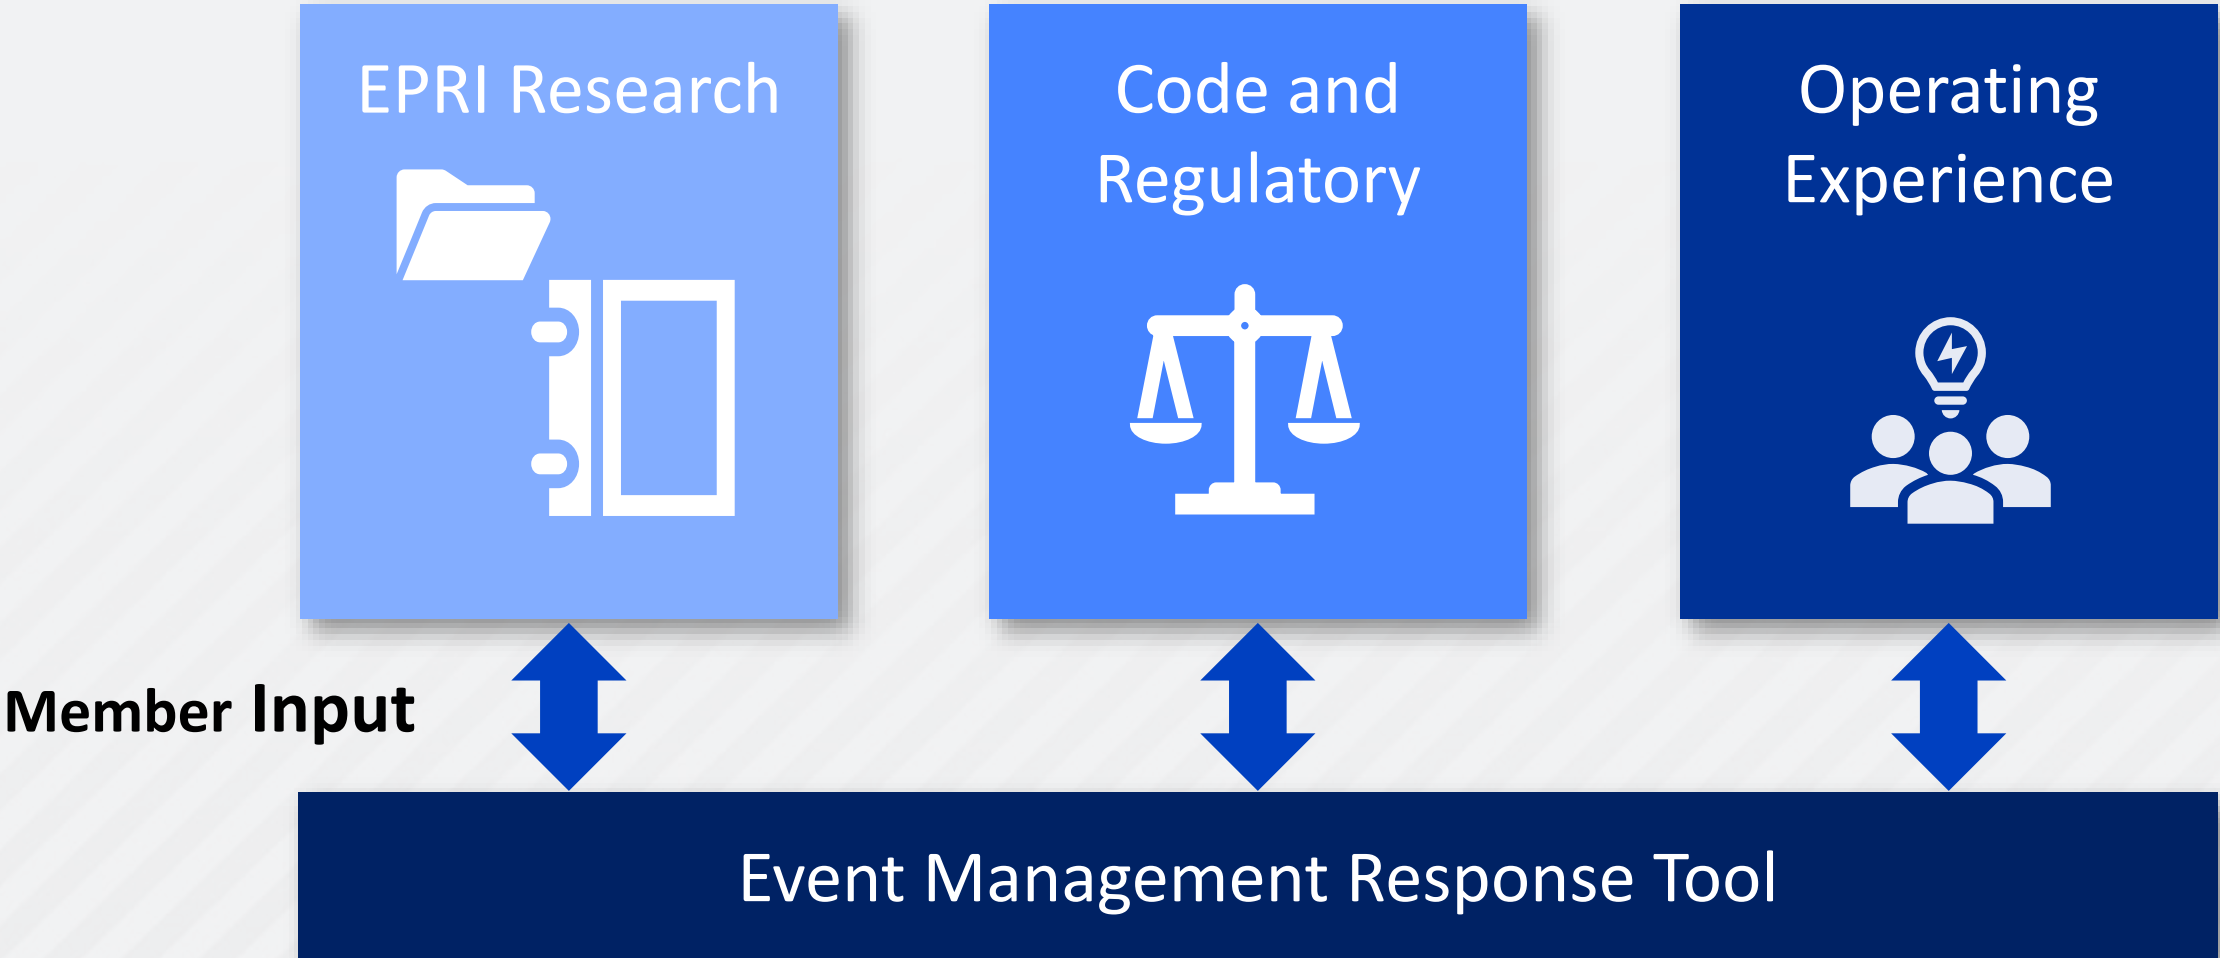 EPRI Research
Code and
Regulatory
Operating
Experience
Member Input
Event Management Response Tool